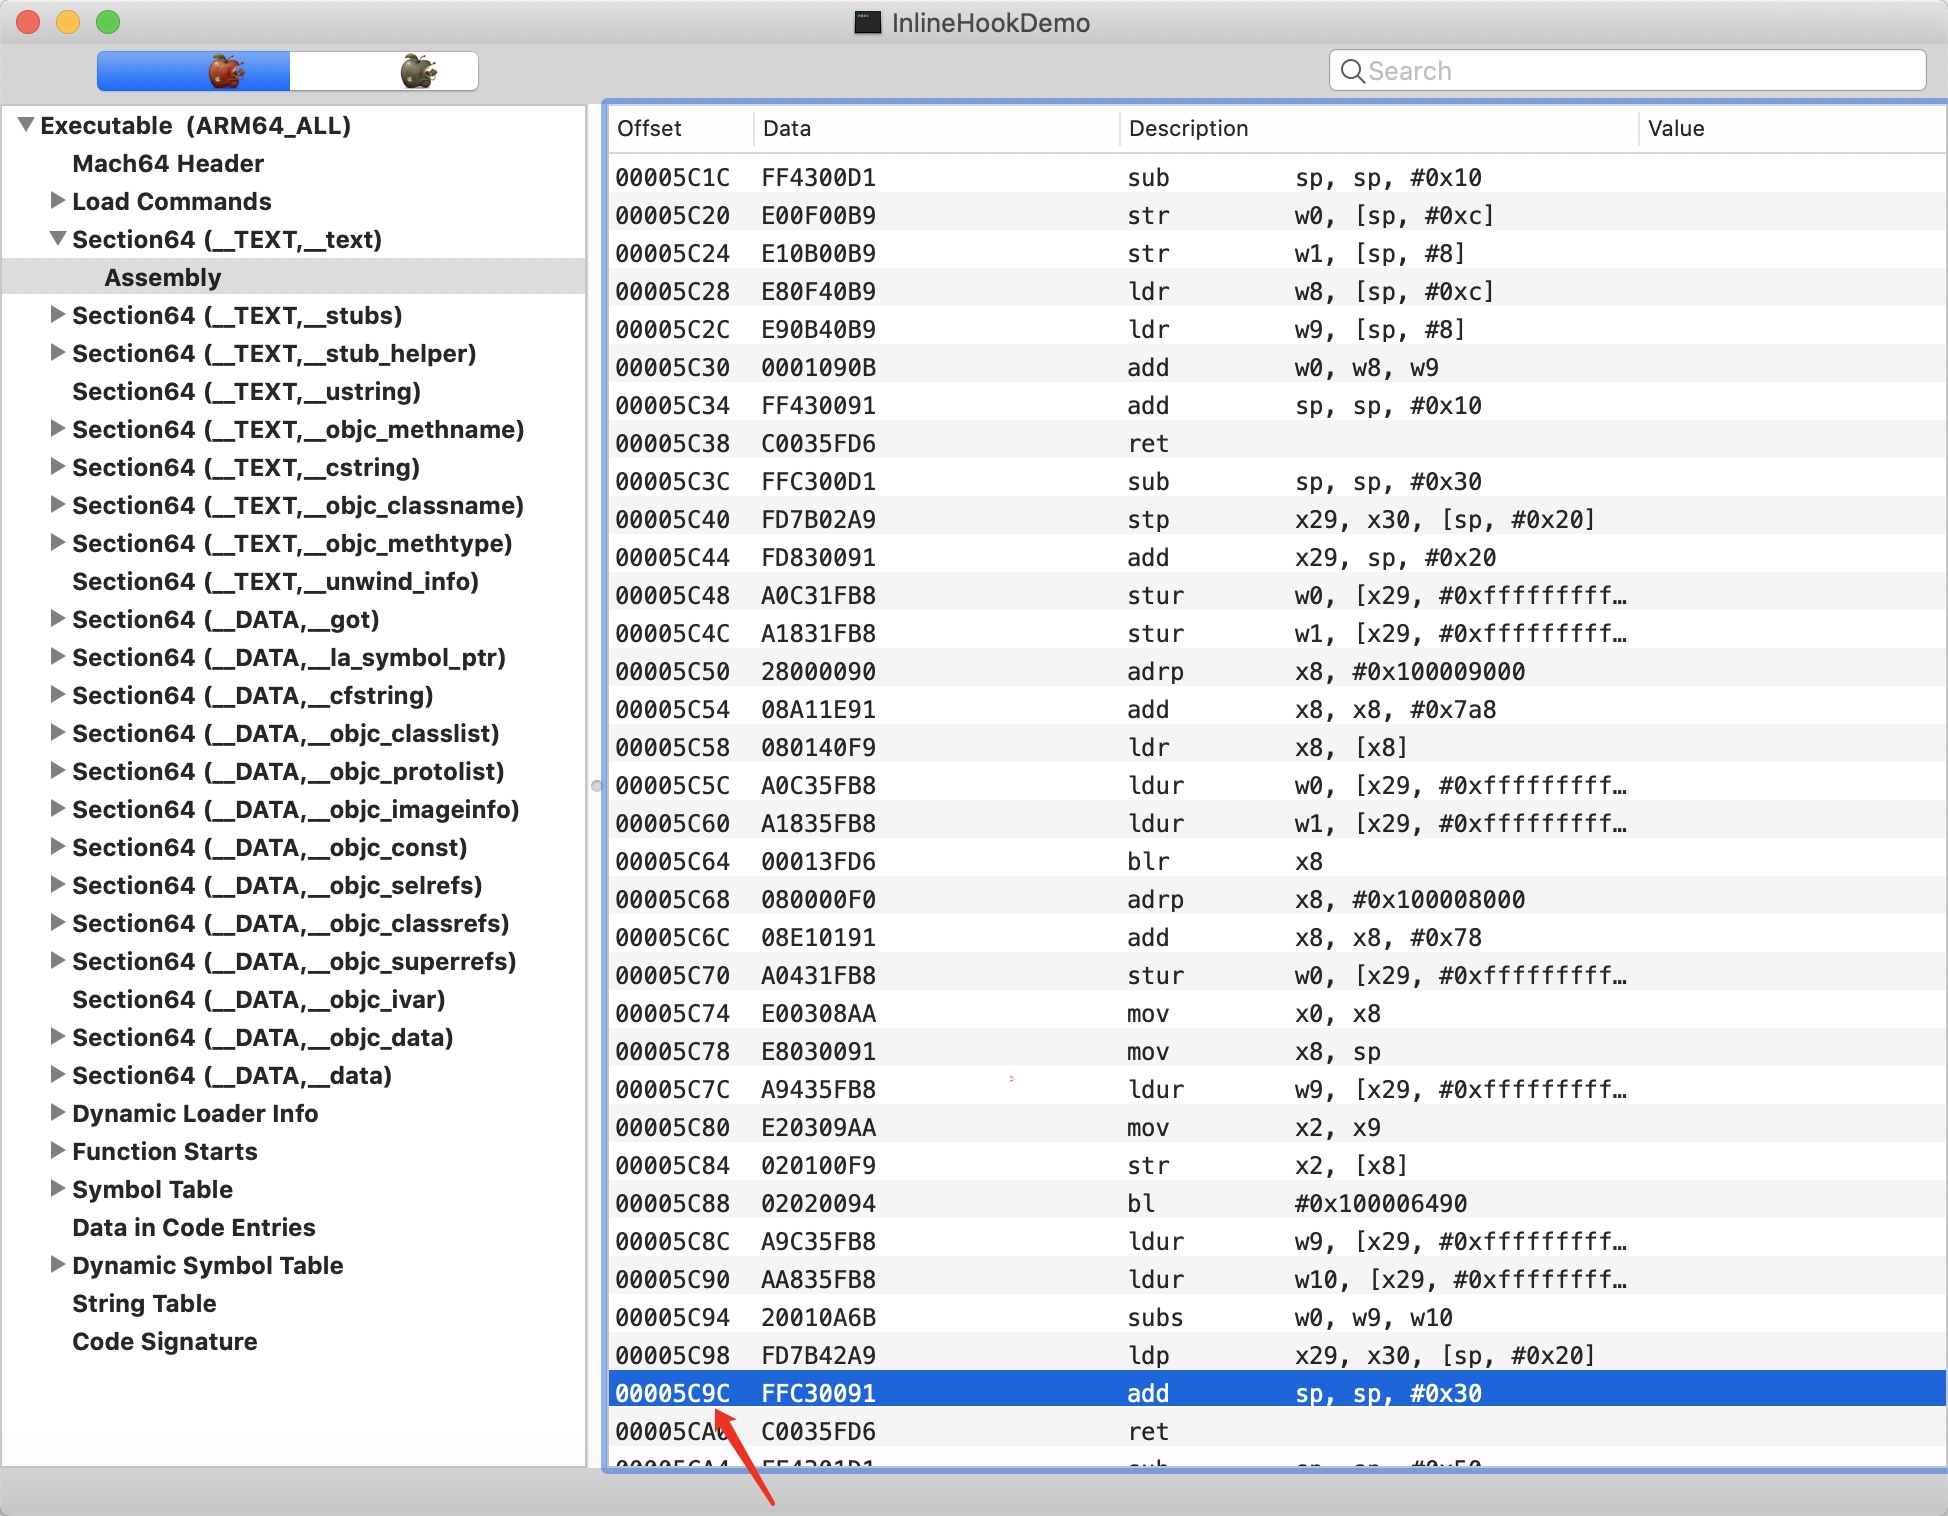 InlineHookDemo
Search
Executable (ARM64_ALL)
Mach64 Header
Load Commands
Section64 (__TEXT,__text)
Assembly
Section64 (__TEXT,__stubs)
Section64 (__TEXT,__stub_helper)
Section64 (__TEXT,__ustring)
Section64 (__TEXT,__objc_methname)
Section64 (__TEXT,__cstring)
Section64 (__TEXT,__objc_classname)
Section64 (__TEXT,__objc_methtype)
Section64 (__TEXT,__unwind_info)
Section64 (__DATA,__got)
Section64 (__DATA,__la_symbol_ptr)
Section64 (__DATA,__cfstring)
Section64 (__DATA,__objc_classlist)
Section64 (__DATA,__objc_protolist)
Section64 (__DATA,__objc_imageinfo)
Section64 (__DATA,__objc_const)
Section64 (__DATA,__objc_selrefs)
Section64 (__DATA,__objc_classrefs)
Section64 (__DATA,__objc_superrefs)
Section64 (__DATA,__objc_ivar)
Section64 (__DATA,__objc_data)
Section64 (__DATA,__data)
Dynamic Loader Info
Function Starts
Symbol Table
Data in Code Entries
Dynamic Symbol Table
String Table
Code Signature
Offset Data Description Value
00005C1C FF4300D1 sub sp, sp, #0x10
00005C20 E00F00B9 str w0, [sp, #0xc]
00005C24 E10B00B9 str w1, [sp, #8]
00005C28 E80F40B9 ldr w8, [sp, #0xc]
00005C2C E90B40B9 ldr w9, [sp, #8]
00005C30 0001090B add w0, w8, w9
00005C34 FF430091 add sp, sp, #0x10
00005C38 C0035FD6 ret
00005C3C FFC300D1 sub sp, sp, #0x30
00005C40 FD7B02A9 stp x29, x30, [sp, #0x20]
00005C44 FD830091 add x29, sp, #0x20
00005C48 A0C31FB8 stur w0, [x29, #0xfffffffff…
00005C4C A1831FB8 stur w1, [x29, #0xfffffffff…
00005C50 28000090 adrp x8, #0x100009000
00005C54 08A11E91 add x8, x8, #0x7a8
00005C58 080140F9 ldr x8, [x8]
00005C5C A0C35FB8 ldur w0, [x29, #0xfffffffff…
00005C60 A1835FB8 ldur w1, [x29, #0xfffffffff…
00005C64 00013FD6 blr x8
00005C68 080000F0 adrp x8, #0x100008000
00005C6C 08E10191 add x8, x8, #0x78
00005C70 A0431FB8 stur w0, [x29, #0xfffffffff…
00005C74 E00308AA mov x0, x8
00005C78 E8030091 mov x8, sp
00005C7C A9435FB8 ldur w9, [x29, #0xfffffffff…
00005C80 E20309AA mov x2, x9
00005C84 020100F9 str x2, [x8]
00005C88 02020094 bl #0x100006490
00005C8C A9C35FB8 ldur w9, [x29, #0xfffffffff…
00005C90 AA835FB8 ldur w10, [x29, #0xffffffff…
00005C94 20010A6B subs w0, w9, w10
00005C98 FD7B42A9 ldp x29, x30, [sp, #0x20]
00005C9C FFC30091 add sp, sp, #0x30
00005CA0 C0035FD6 ret